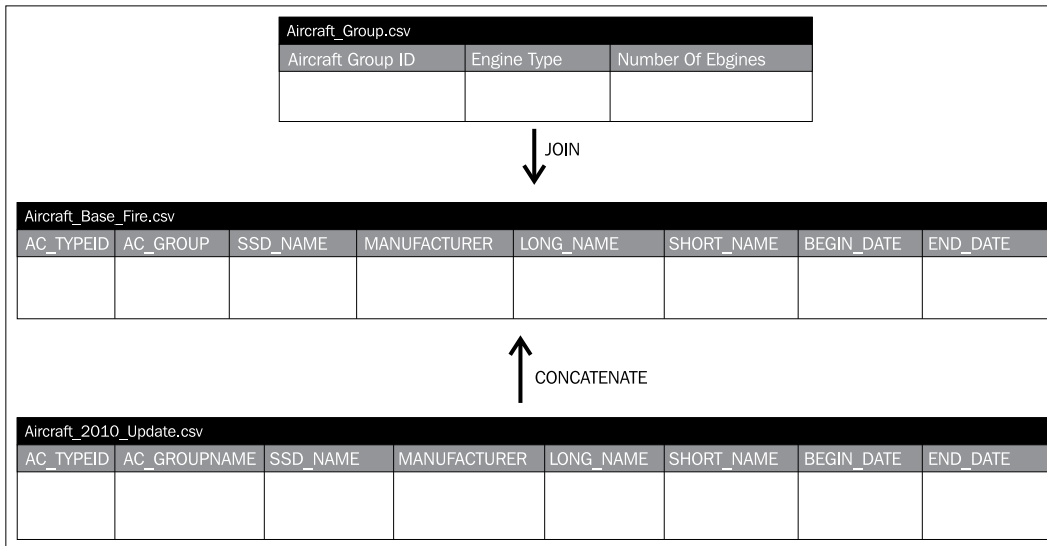 Aircraft_Group.csv
Aircraft Group ID Engine Type Number Of Ebgines
JOIN
Aircraft_Base_Fire.csv
AC_TYPEID AC_GROUP SSD_NAME MANUFACTURER LONG_NAME SHORT_NAME BEGIN_DATE END_DATE
CONCATENATE
Aircraft_2010_Update.csv
AC_TYPEID AC_GROUPNAME SSD_NAME MANUFACTURER LONG_NAME SHORT_NAME BEGIN_DATE END_DATE